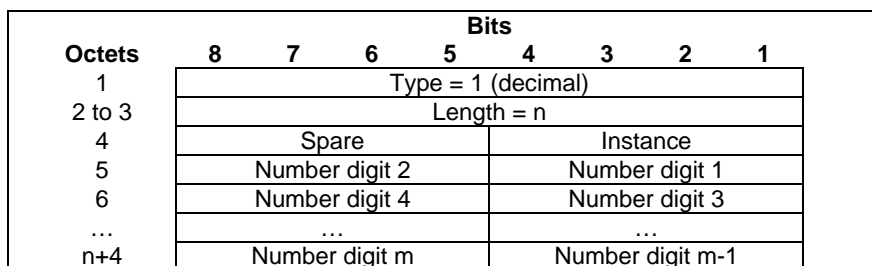 Bits
Octets 8 7 6 5 4 3 2 1
1 Type = 1 (decimal)
2 to 3 Length = n
4 Spare Instance
5 Number digit 2 Number digit 1
6 Number digit 4 Number digit 3
… … …
n+4 Number digit m Number digit m-1